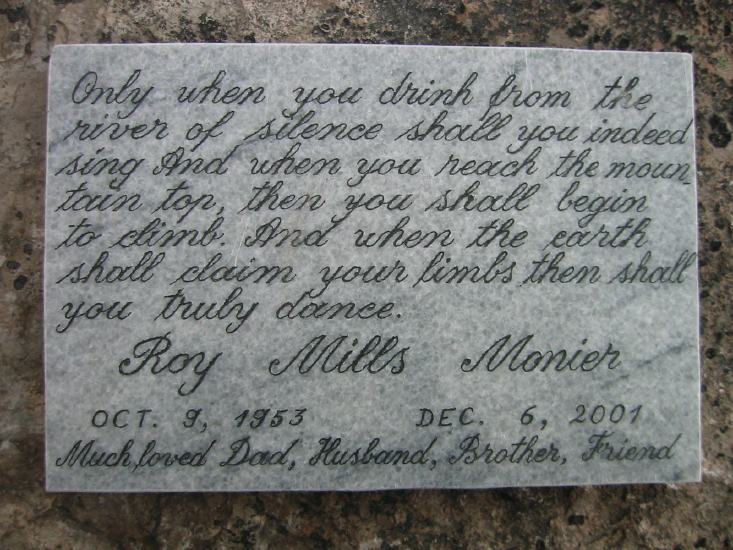 Only when you drink from the
river of silence shall you indeed
sing And when you reach the moun-
tain top, then you shall begin
to climb. And when the earth
shall claim your limbs then shall
you truly dance.
Roy Mills Monier
OCT. 9, 1953 DEC. 6, 2001
Much,loved Dad, Husband, Brother, Friend